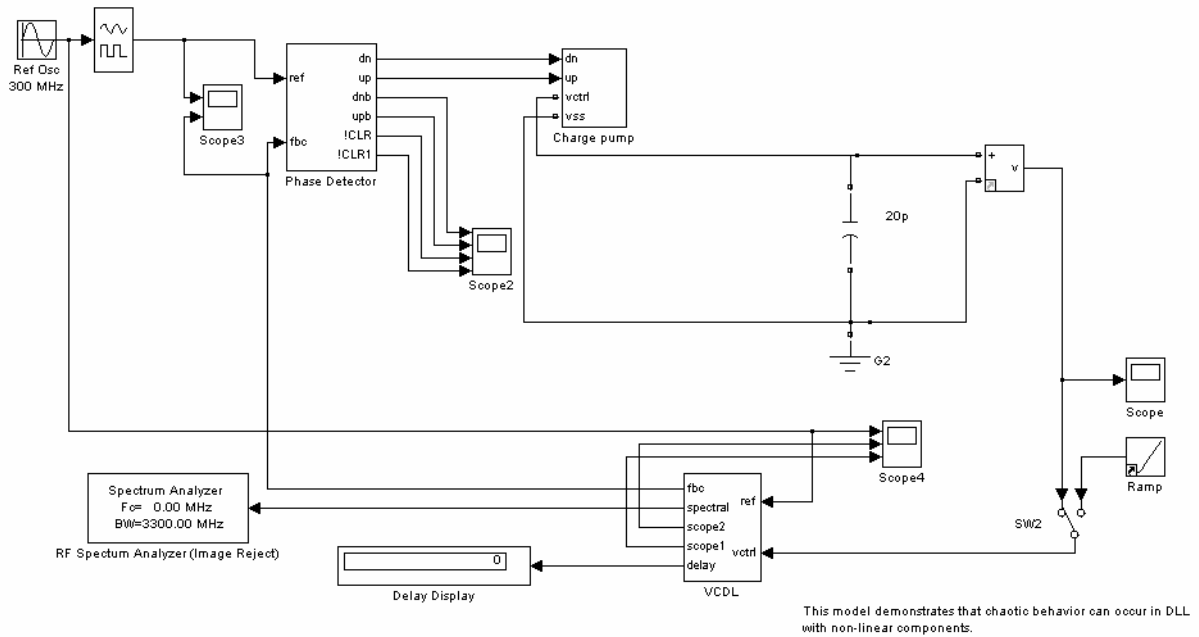 Ref Osc
300 MHz
Scope3
ref
fbc
dn
up
dnb
upb
!CLR
!CLR1
Phase Detector
dn
up
vctrl
vss
Charge pump
+
v
20p
Scope2
G2
Scope
Scope4
Ramp
SW2
Spectrum Analyzer
Fc= 0.00 MHz
BW=3300.00 MHz
RF Spectum Analyzer (Image Reject)
fbc
spectral
scope2
scope1
delay
ref
vctrl
VCDL
0
Delay Display
This model demonstrates that chaotic behavior can occur in DLL
with non-linear components.